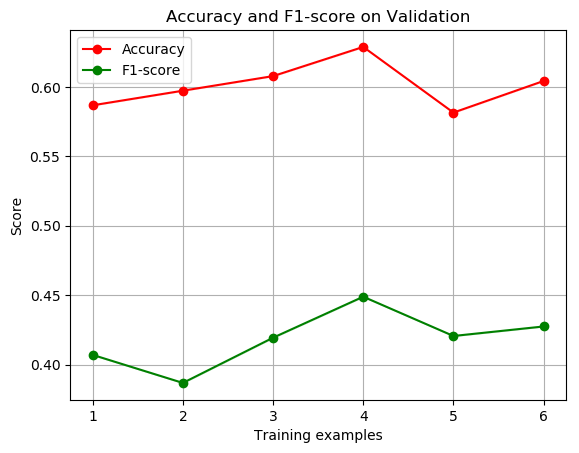 Accuracy and F1-score on Validation
Accuracy
F1-score
0.60
0.55
0.50
0.45
0.40
Score
1 2 3 4 5 6
Training examples